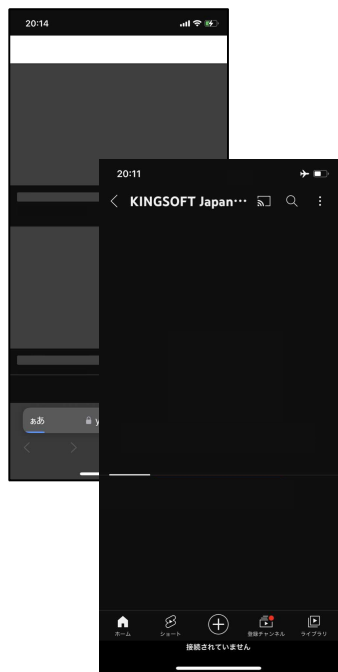 20:14
ぁあ
y
20:11
KINGSOFT Japan…
ホーム
ショート
登録チャンネル
ライブラリ
接続されていません